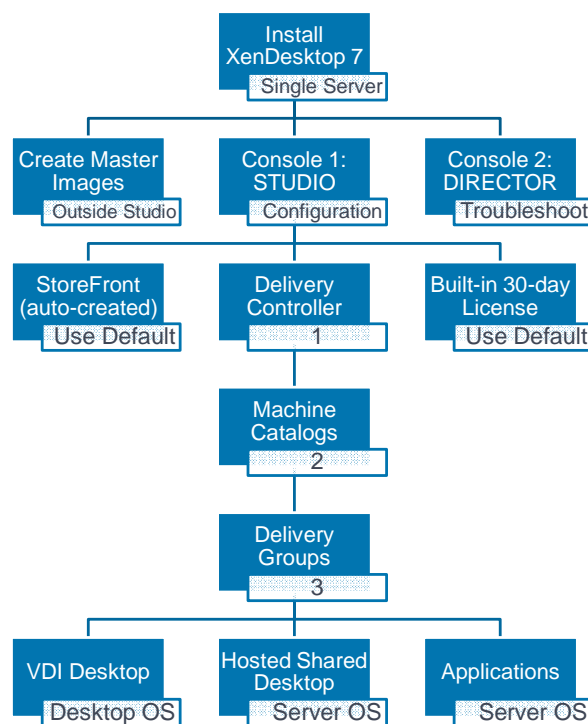 Install
XenDesktop 7
Single Server
Create Master
Images
Outside Studio
Console 1:
STUDIO
Configuration
Console 2:
DIRECTOR
Troubleshoot
StoreFront
(auto-created)
Use Default
Delivery
Controller
1
Built-in 30-day
License
Use Default
Machine
Catalogs
2
Delivery
Groups
3
VDI Desktop
Desktop OS
Hosted Shared
Desktop
Server OS
Applications
Server OS